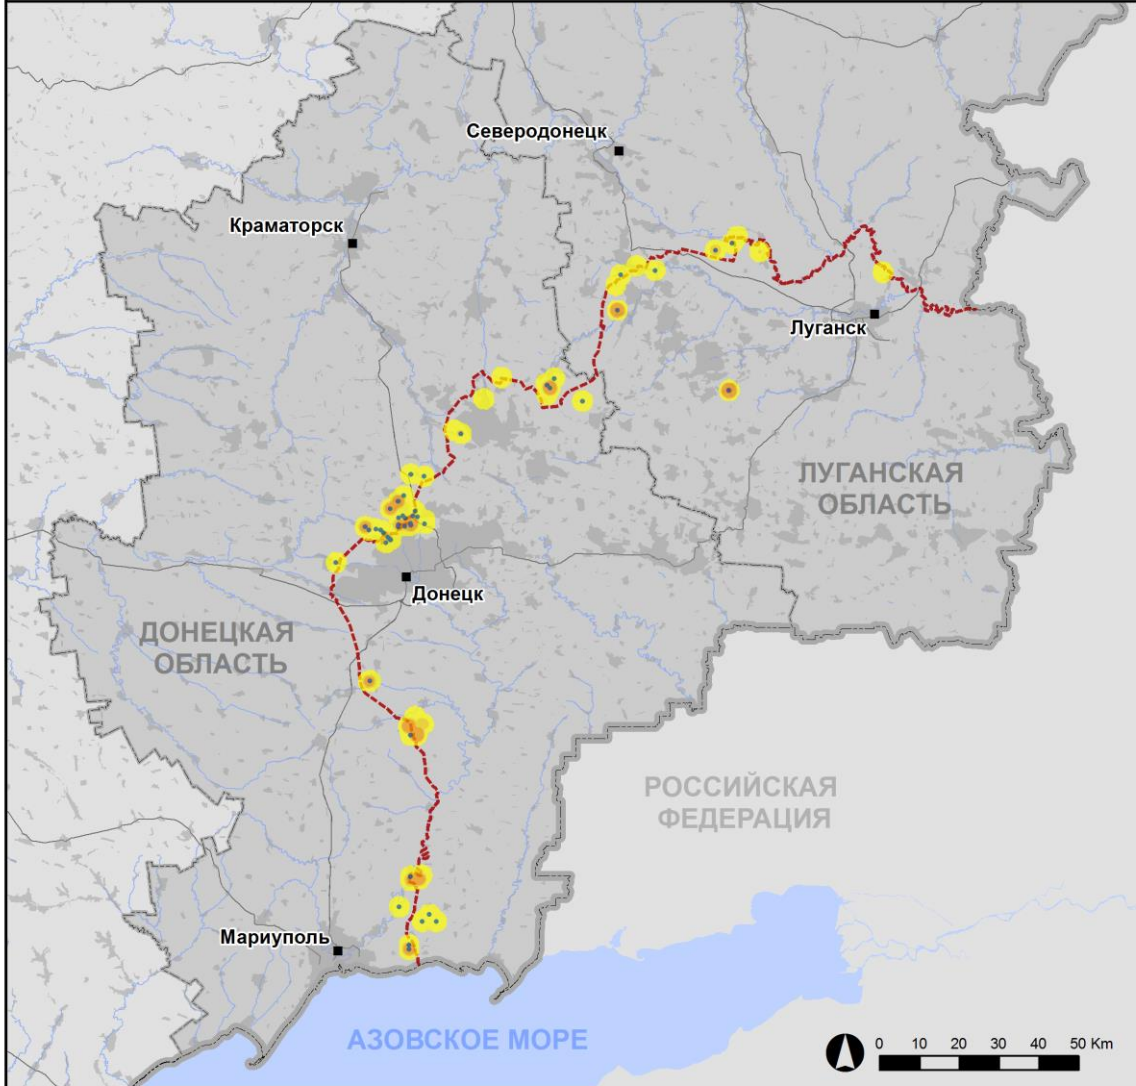 Северодонецк
Краматорск
Луганск
ЛУГАНСКАЯ
ОБЛАСТЬ
Донецк
ДОНЕЦКАЯ
ОБЛАСТЬ
РОССИЙСКАЯ
ФЕДЕРАЦИЯ
Мариуполь
АЗОВСКОЕ МОРЕ
0 10 20 30 40 50 Km